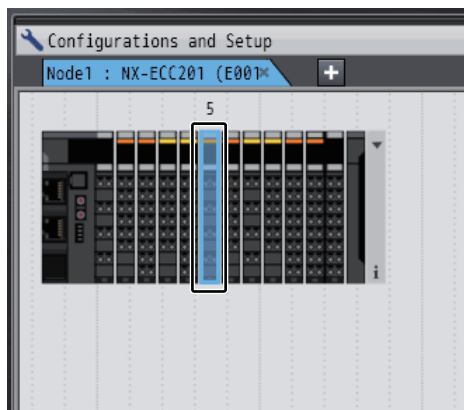 Configurations and Setup
Node1 : NX-ECC201 (E001
+
5
i